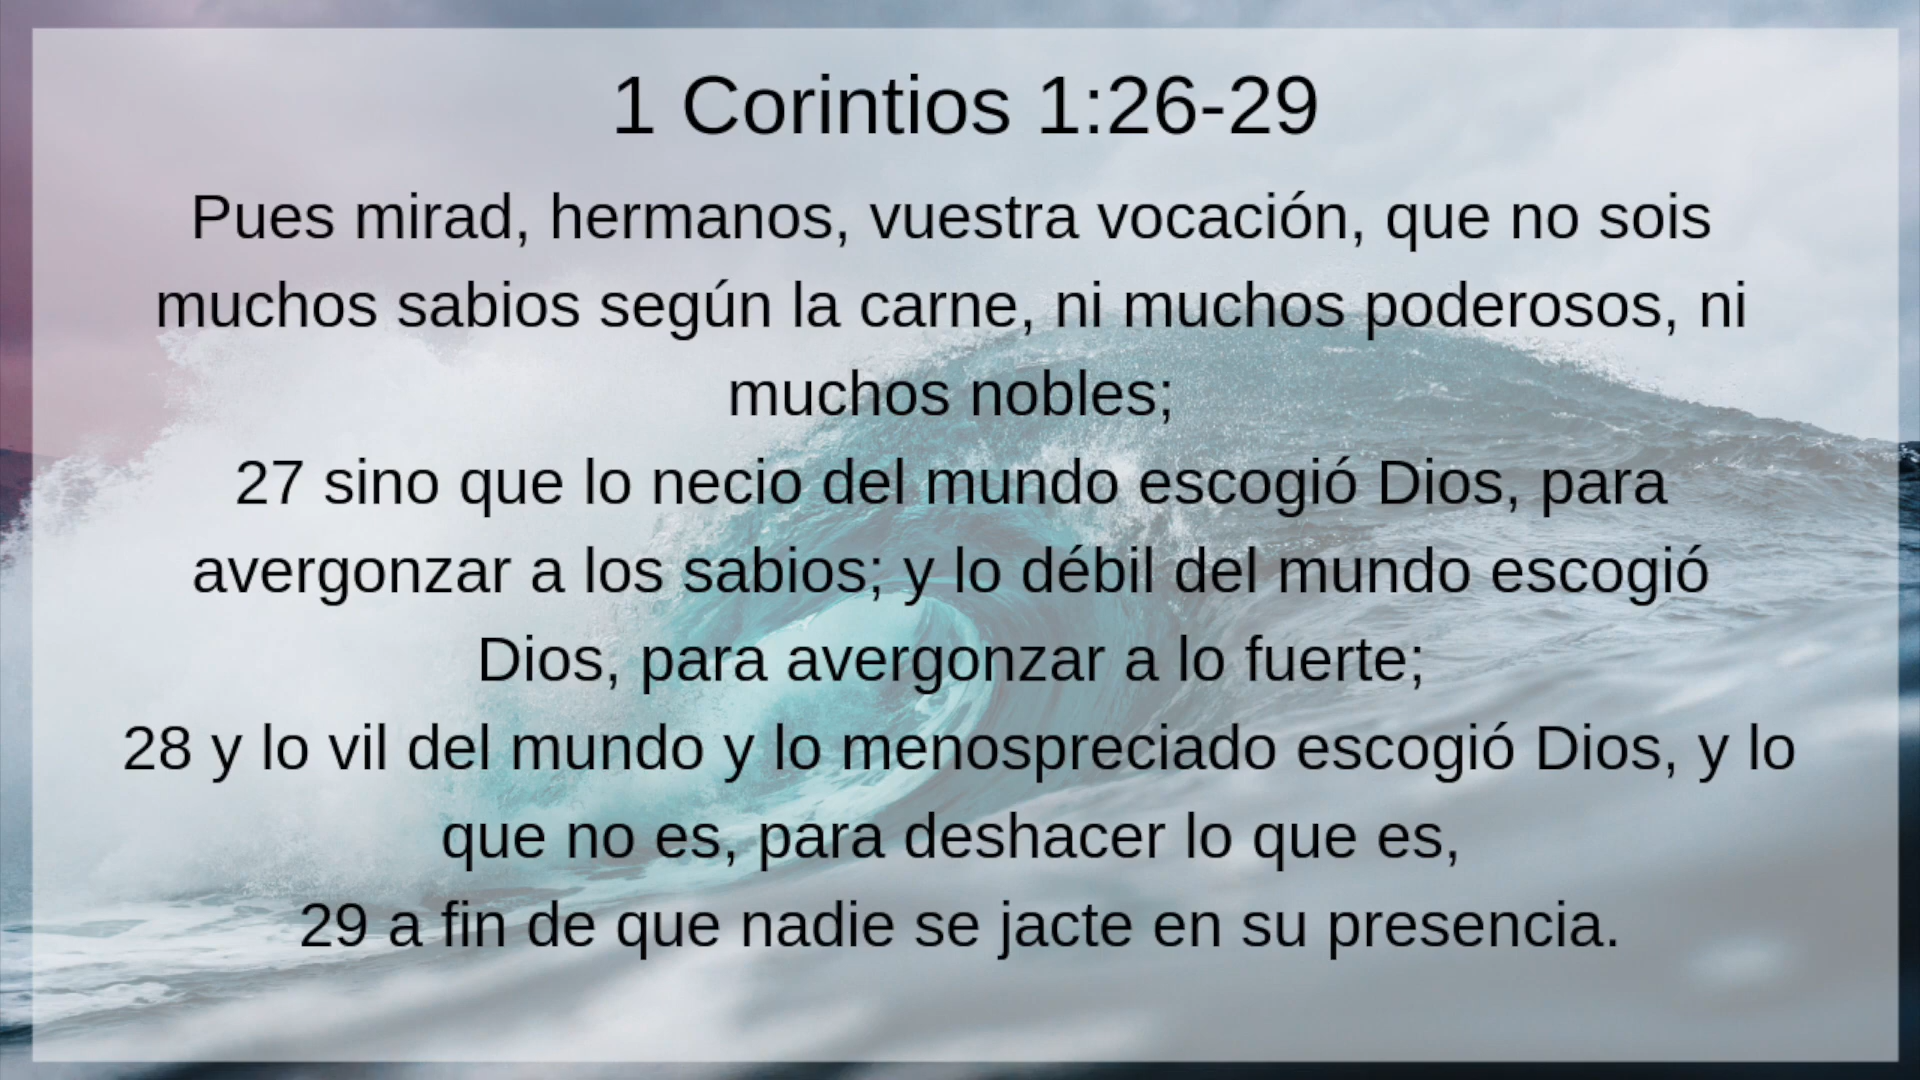 1 Corintios 1:26-29
Pues mirad, hermanos, vuestra vocación, que no sois
muchos sabios según la carne, ni muchos poderosos, ni
muchos nobles;
27 sino que lo necio del mundo escogió Dios, para
avergonzar a los sabios; y lo débil del mundo escogió
Dios, para avergonzar a lo fuerte;
28 y lo vil del mundo y lo menospreciado escogió Dios, y lo
que no es, para deshacer lo que es,
29 a fin de que nadie se jacte en su presencia.